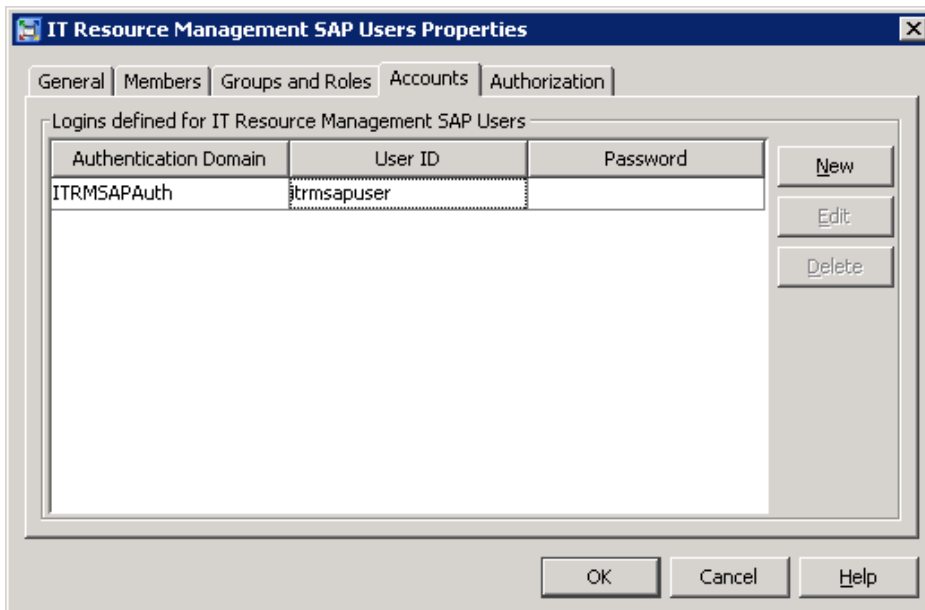 IT Resource Management SAP Users Properties
General Members Groups and Roles Accounts Authorization
Logins defined for IT Resource Management SAP Users
Authentication Domain User ID Password New
ITRMSAPAuth itrmsapuser
Edit
Delete
OK Cancel Help